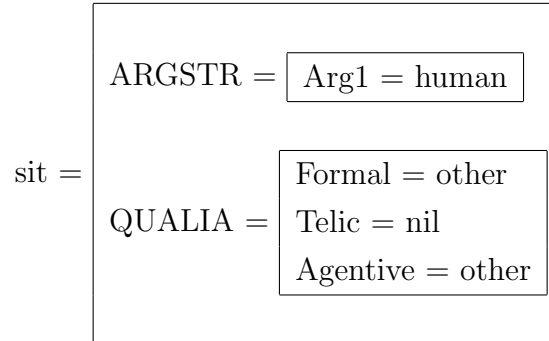 ARGSTR = Arg1 = human
sit =
QUALIA = Formal = other
Telic = nil
Agentive = other